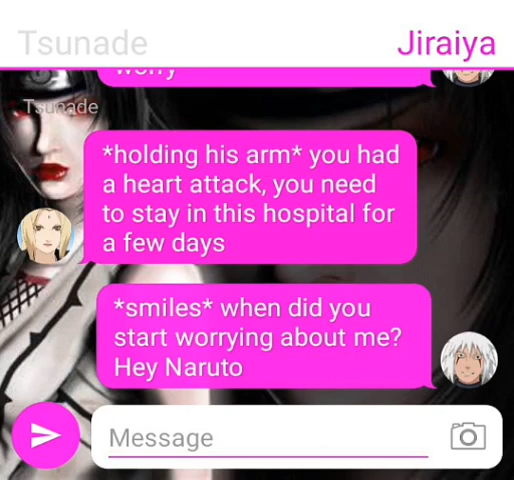 Tsunade
Jiraiya
worry
Tsunade
*holding his arm* you had
a heart attack, you need
to stay in this hospital for
a few days
*smiles* when did you
start worrying about me?
Hey Naruto
Message